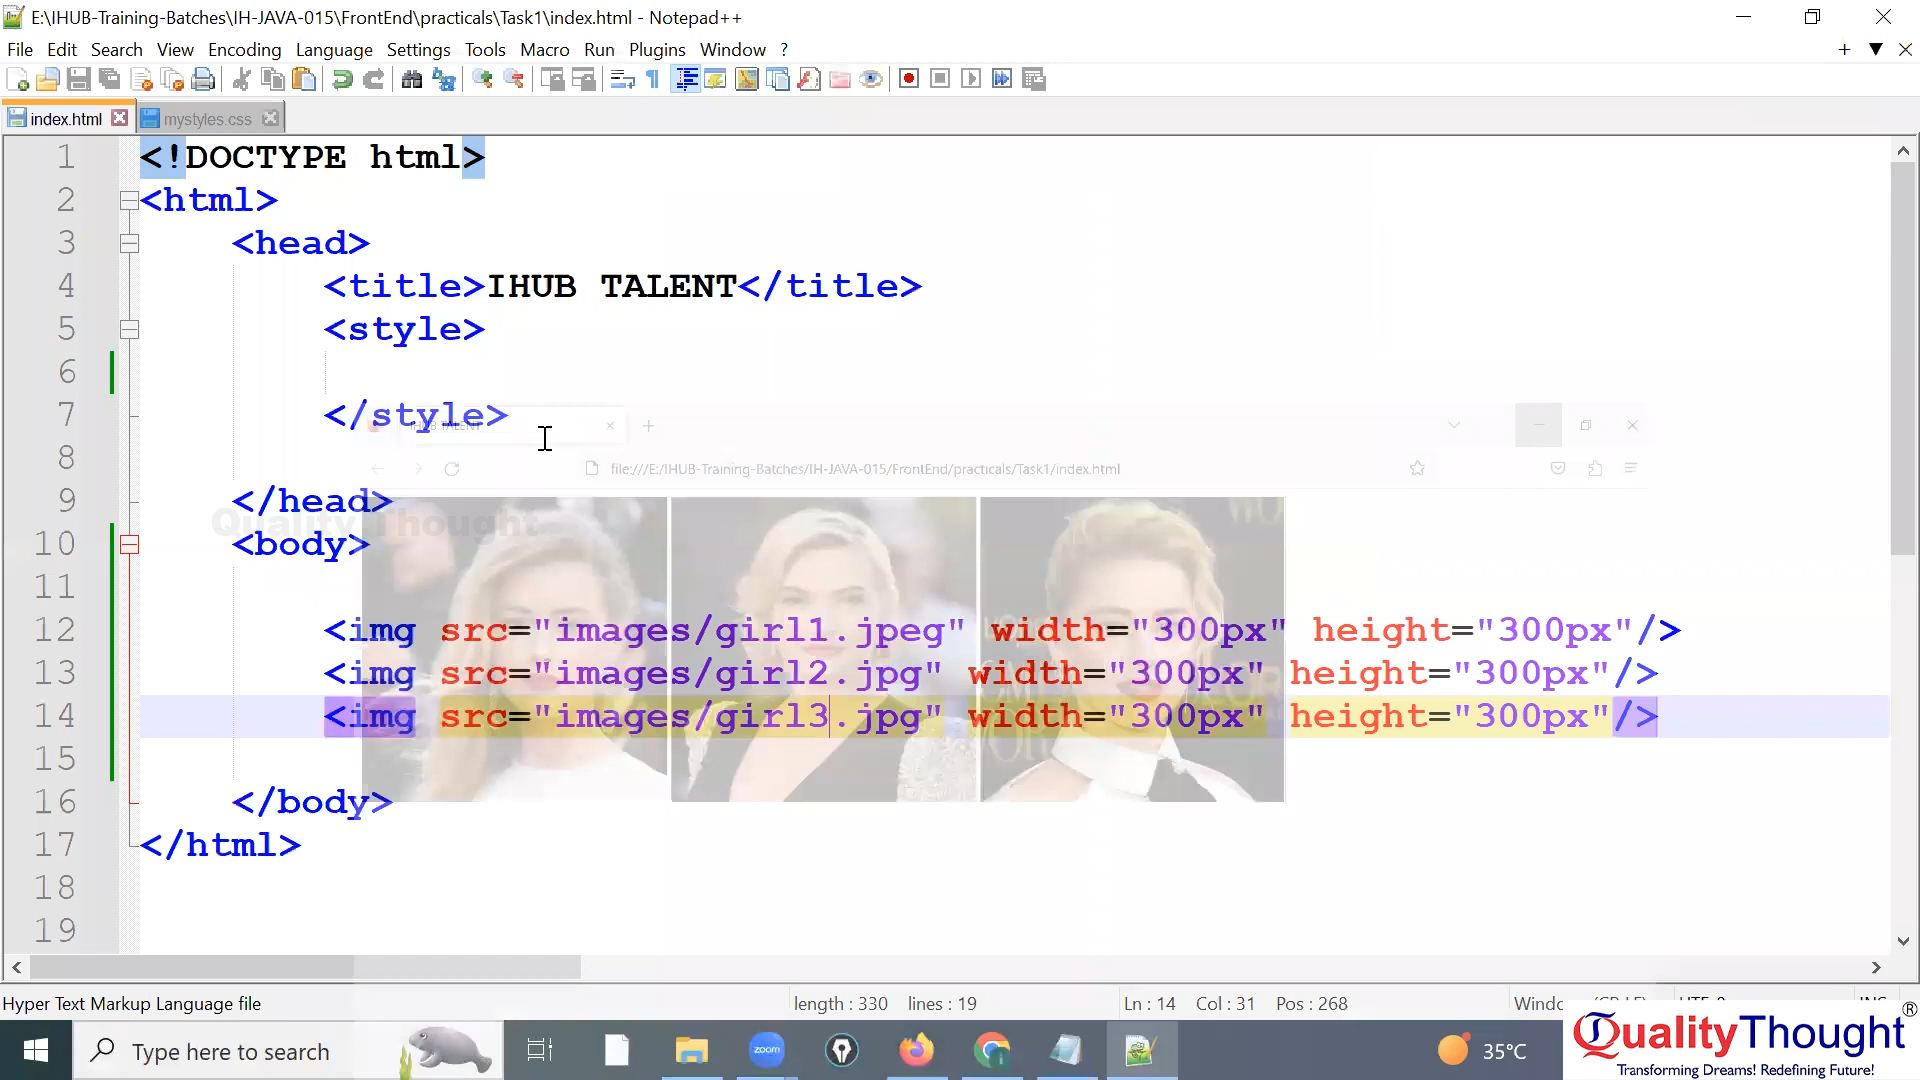 E:\IHUB-Training-Batches\IH-JAVA-015\FrontEnd\practicals\Task1\index.html - Notepad++
File Edit Search View Encoding Language Settings Tools Macro Run Plugins Window ?
index.html mystyles.css
1 <!DOCTYPE html>
2 <html>
3 <head>
4 <title>IHUB TALENT</title>
5 <style>
6
7 </style>
IHUB TALENT
8
file:///E:/IHUB-Training-Batches/IH-JAVA-015/FrontEnd/practicals/Task1/index.html
9 </head>
Quality Thought
10 <body>
11
12 <img src="images/girl1.jpeg" width="300px" height="300px"/>
13 <img src="images/girl2.jpg" width="300px" height="300px"/>
14 <img src="images/girl3.jpg" width="300px" height="300px"/>
15
16 </body>
17 </html>
18
19
Hyper Text Markup Language file length : 330 lines : 19 Ln : 14 Col : 31 Pos : 268
Type here to search
zoom
35°C
QualityThought®
Transforming Dreams! Redefining Future!